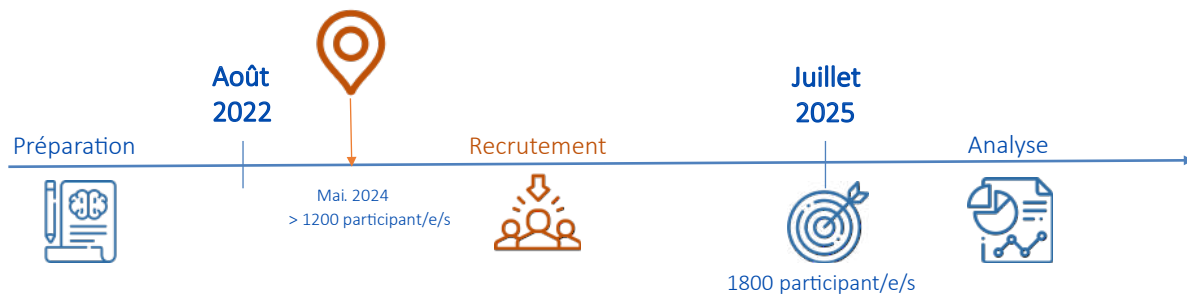 Août
2022
Juillet
2025
Préparation
Recrutement
Analyse
Mai. 2024
> 1200 participant/e/s
1800 participant/e/s